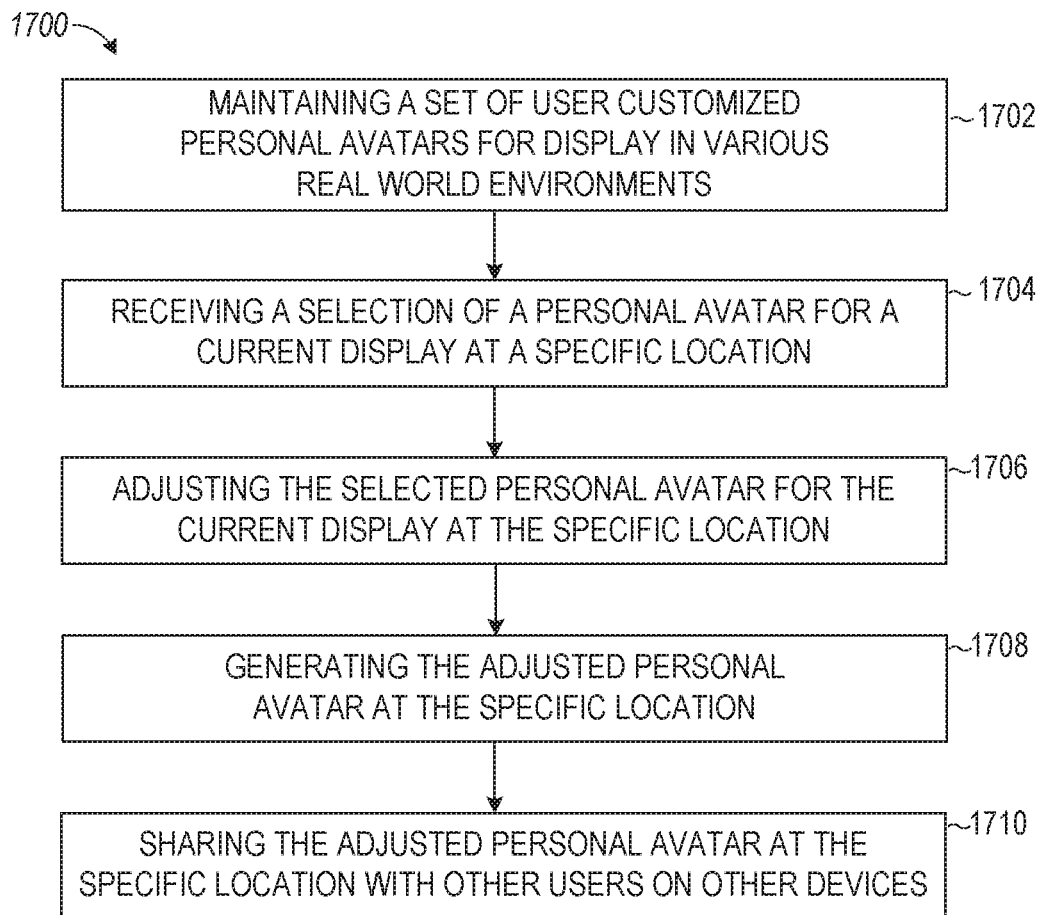 1700
MAINTAINING A SET OF USER CUSTOMIZED
PERSONAL AVATARS FOR DISPLAY IN VARIOUS
REAL WORLD ENVIRONMENTS
1702
RECEIVING A SELECTION OF A PERSONAL AVATAR FOR A
CURRENT DISPLAY AT A SPECIFIC LOCATION
1704
ADJUSTING THE SELECTED PERSONAL AVATAR FOR THE
CURRENT DISPLAY AT THE SPECIFIC LOCATION
1706
GENERATING THE ADJUSTED PERSONAL
AVATAR AT THE SPECIFIC LOCATION
1708
SHARING THE ADJUSTED PERSONAL AVATAR AT THE
SPECIFIC LOCATION WITH OTHER USERS ON OTHER DEVICES
1710